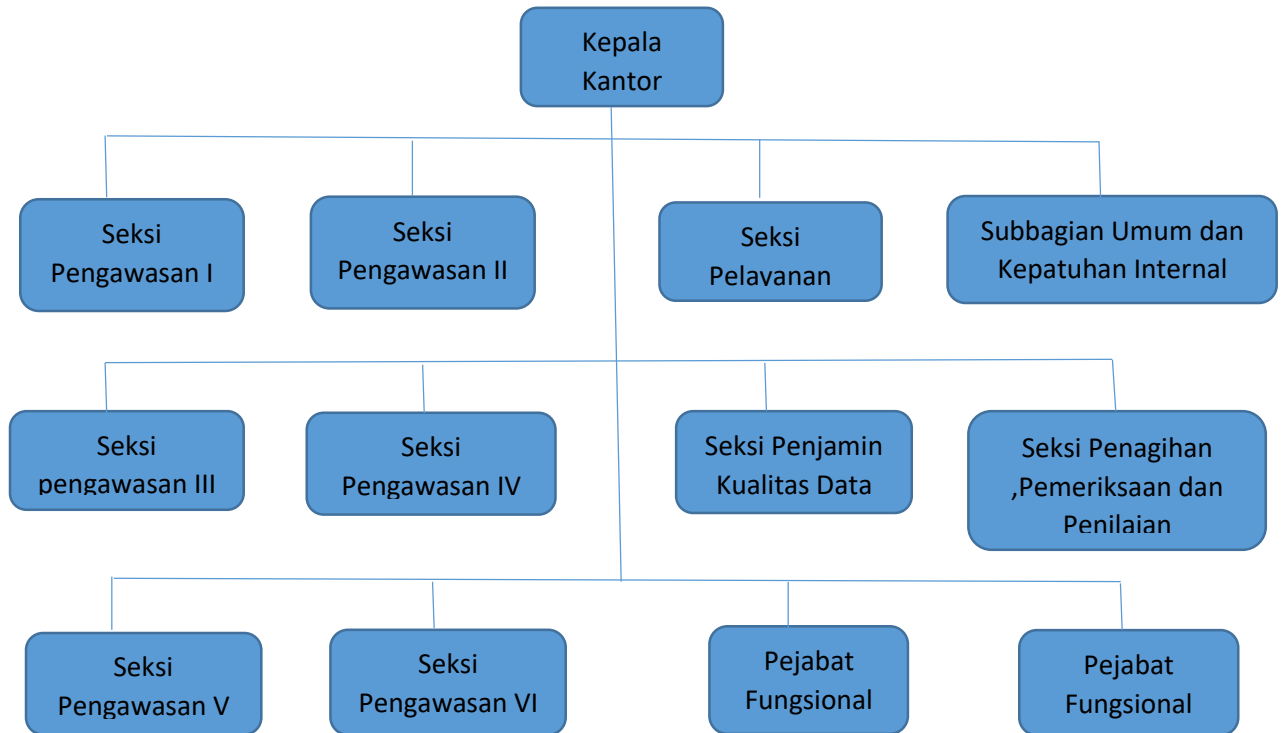 Kepala
Kantor
Seksi
Pengawasan I
Seksi
Pengawasan II
Seksi
Pelayanan
Subbagian Umum dan
Kepatuhan Internal
Seksi
pengawasan III
Seksi
Pengawasan IV
Seksi Penjamin
Kualitas Data
Seksi Penagihan
,Pemeriksaan dan
Penilaian
Seksi
Pengawasan V
Seksi
Pengawasan VI
Pejabat
Fungsional
Pejabat
Fungsional